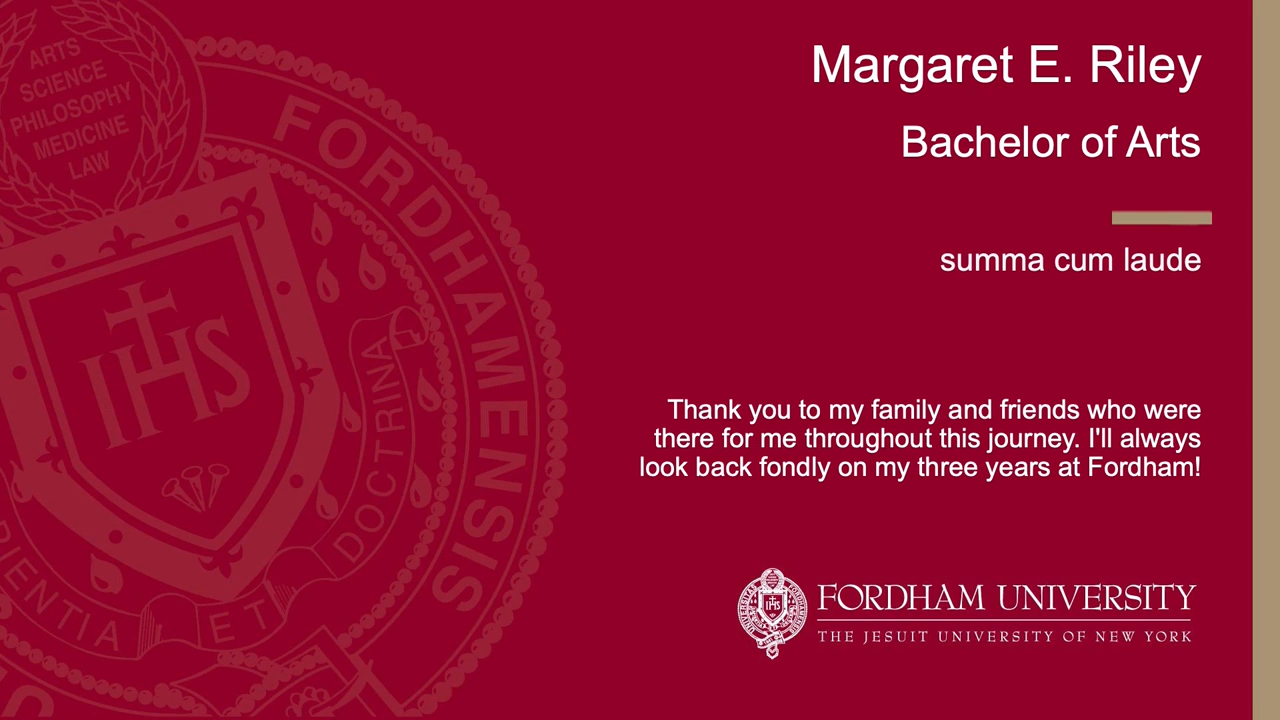 Margaret E. Riley
Bachelor of Arts
summa cum laude
Thank you to my family and friends who were
there for me throughout this journey. I'll always
look back fondly on my three years at Fordham!
FORDHAM UNIVERSITY
THE JESUIT UNIVERSITY OF NEW YORK
ARTS
SCIENCE
PHILOSOPHY
MEDICINE
LAW
FORDHAMENSIS
IHS
ET DOCTRINA